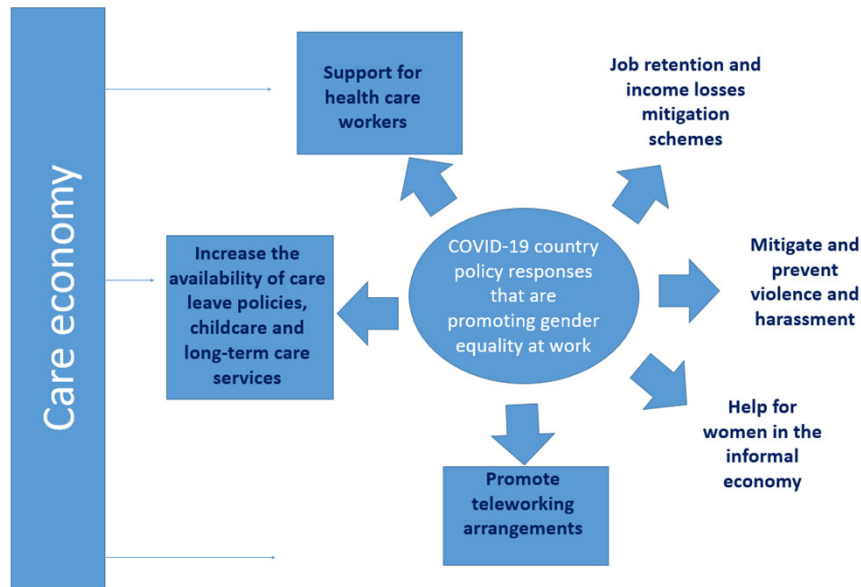 Care economy
Support for
health care
workers
Job retention and
income losses
mitigation
schemes
Increase the
availability of care
leave policies,
childcare and
long-term care
services
COVID-19 country
policy responses
that are
promoting gender
equality at work
Mitigate and
prevent
violence and
harassment
Help for
women in the
informal
economy
Promote
teleworking
arrangements